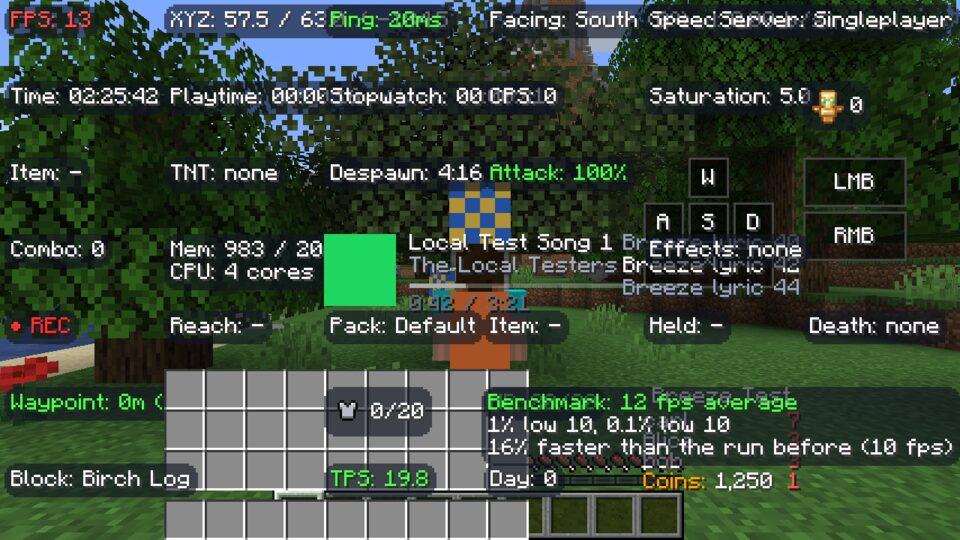 FPS: 13
XYZ: 57.5 / 63
Ping: 20ms
Facing: South
Speed
Server: Singleplayer
Time: 02:25:42
Playtime: 00:00
Stopwatch: 00:00
CPS: 0
Saturation: 5.0
0
Item: -
TNT: none
Despawn: 4:16
Attack: 100%
W
LMB
A S D
RMB
Combo: 0
Mem: 983 / 20
CPU: 4 cores
Local Test Song 1
The Local Testers
0:42 / 3:21
Effects: none
Breeze lyric 42
Breeze lyric 44
REC
Reach: -
Pack: Default
Item: -
Held: -
Death: none
Waypoint: 0m (
0/20
Breeze Test
Benchmark: 12 fps average
1% low 10, 0.1% low 10
16% faster than the run before (10 fps)
Block: Birch Log
TPS: 19.8
Day: 0
Coins: 1,250
1